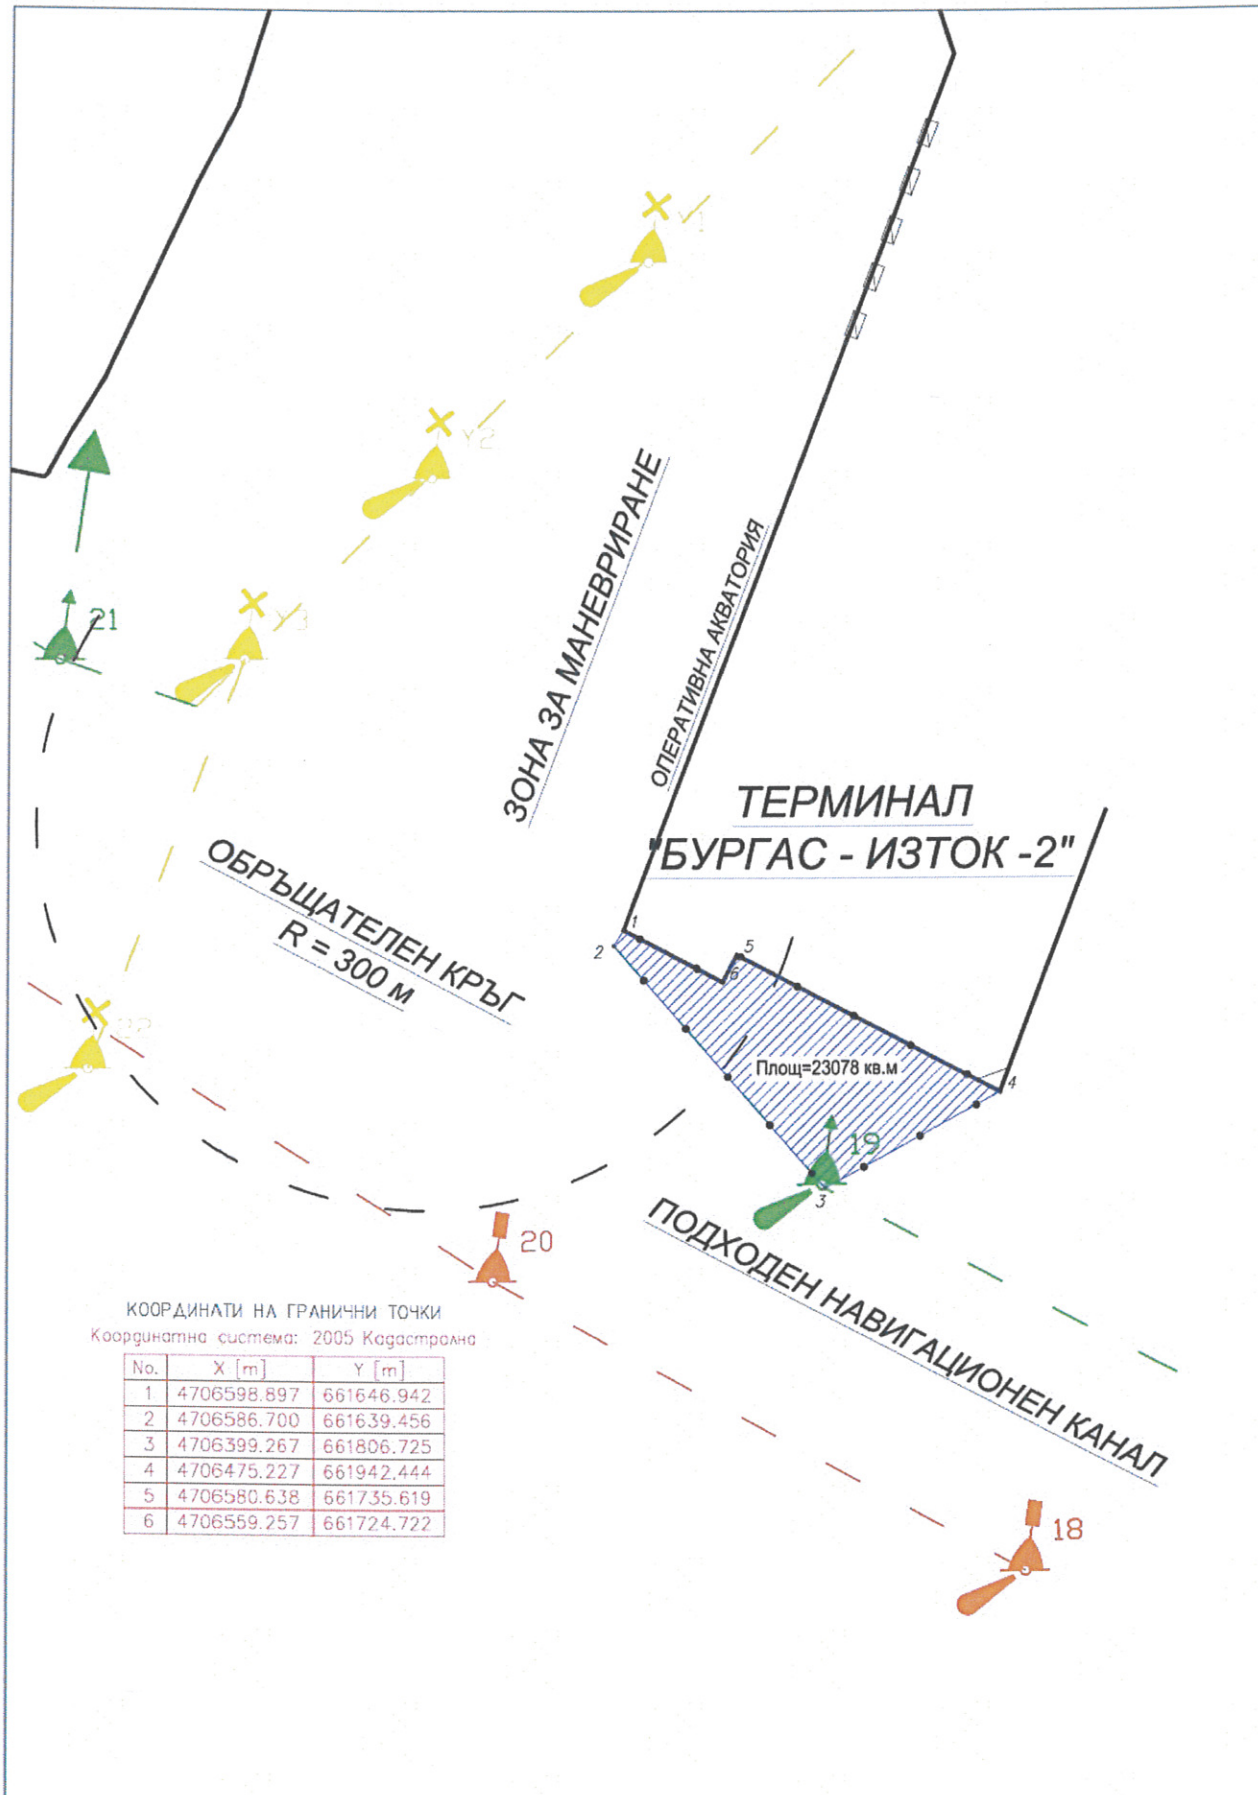 Y1
Y2
21
Y3
ЗОНА ЗА МАНЕВРИРАНЕ
ОПЕРАТИВНА АКВАТОРИЯ
ТЕРМИНАЛ
"БУРГАС - ИЗТОК -2"
ОБРЪЩАТЕЛЕН КРЪГ
R = 300 м
1
2
5
6
22
Площ=23078 кв.м
4
19
3
20
ПОДХОДЕН НАВИГАЦИОНЕН КАНАЛ
КООРДИНАТИ НА ГРАНИЧНИ ТОЧКИ
Координатна система: 2005 Кадастрална
No. X [m] Y [m]
1 4706598.897 661646.942
2 4706586.700 661639.456
3 4706399.267 661806.725
4 4706475.227 661942.444
5 4706580.638 661735.619
6 4706559.257 661724.722
18